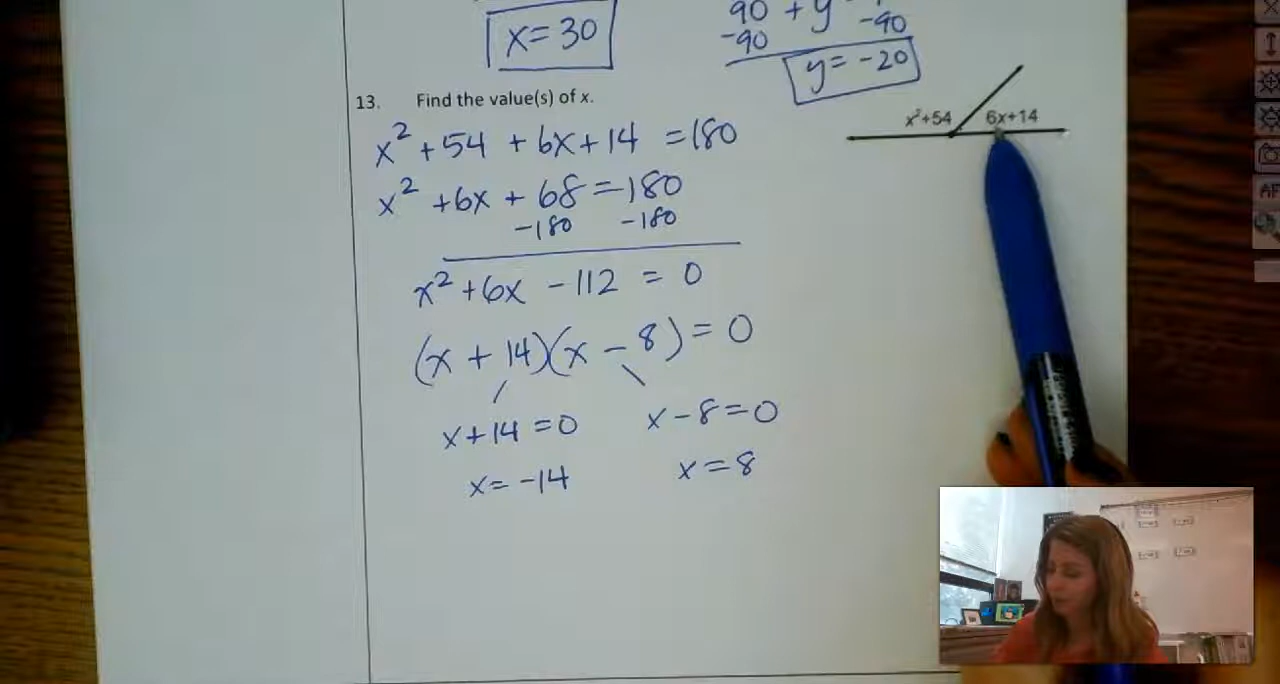 x = 30
90 + y
-90 -90
y = -20
13. Find the value(s) of x.
x²+54 6x+14
x² + 54 + 6x + 14 = 180
x² + 6x + 68 = 180
-180 -180
x² + 6x - 112 = 0
(x + 14)(x - 8) = 0
x + 14 = 0 x - 8 = 0
x = -14 x = 8
AF